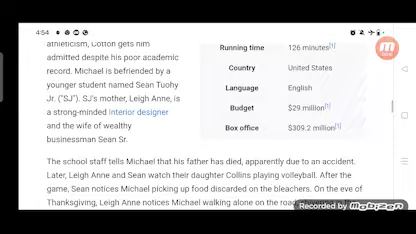 4:54
athleticism, Cotton gets him
admitted despite his poor academic
record. Michael is befriended by a
younger student named Sean Tuohy
Jr. ("SJ"). SJ's mother, Leigh Anne, is
a strong-minded interior designer
and the wife of wealthy
businessman Sean Sr.
Running time 126 minutes[1]
Country United States
Language English
Budget $29 million[1]
Box office $309.2 million[1]
The school staff tells Michael that his father has died, apparently due to an accident.
Later, Leigh Anne and Sean watch their daughter Collins playing volleyball. After the
game, Sean notices Michael picking up food discarded on the bleachers. On the eve of
Thanksgiving, Leigh Anne notices Michael walking alone on the road
Recorded by Mobizen